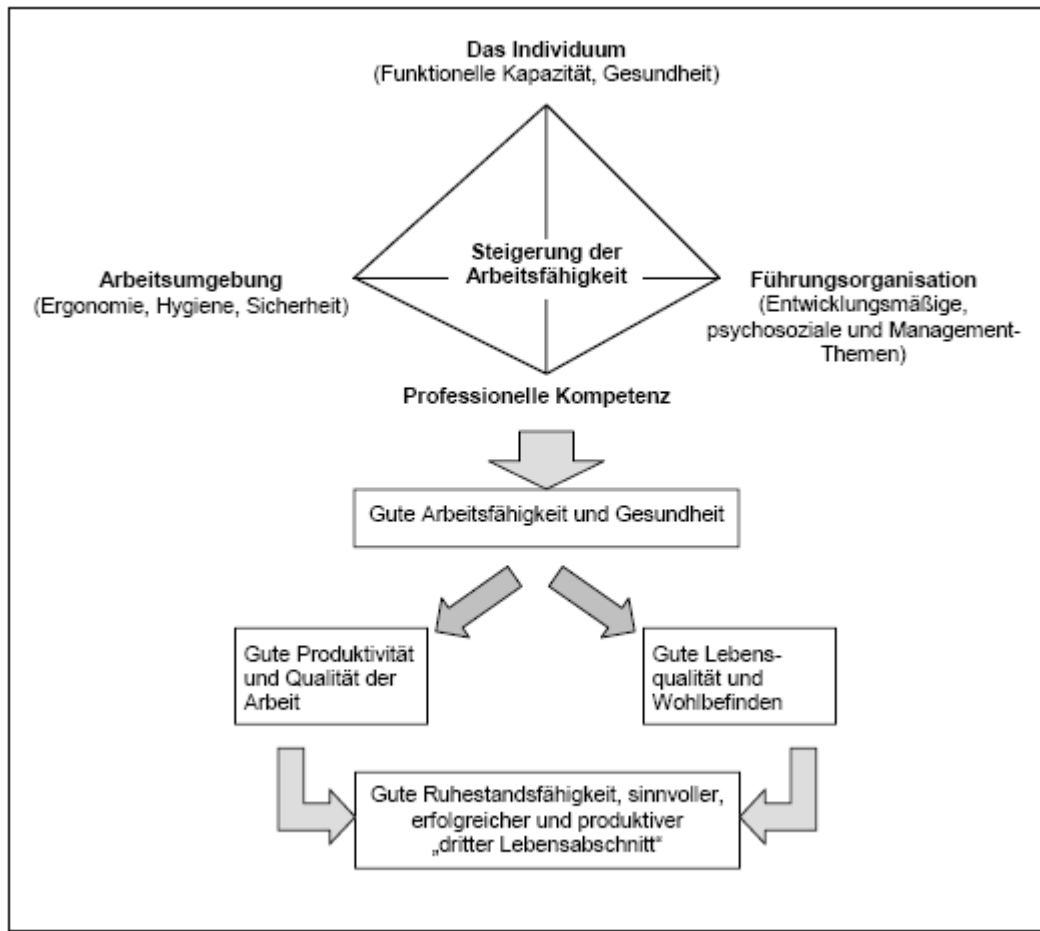 Das Individuum
(Funktionelle Kapazität, Gesundheit)
Steigerung der
Arbeitsfähigkeit
Arbeitsumgebung
(Ergonomie, Hygiene, Sicherheit)
Führungsorganisation
(Entwicklungsmäßige,
psychosoziale und Management-
Themen)
Professionelle Kompetenz
Gute Arbeitsfähigkeit und Gesundheit
Gute Produktivität
und Qualität der
Arbeit
Gute Lebens-
qualität und
Wohlbefinden
Gute Ruhestandsfähigkeit, sinnvoller,
erfolgreicher und produktiver
„dritter Lebensabschnitt“